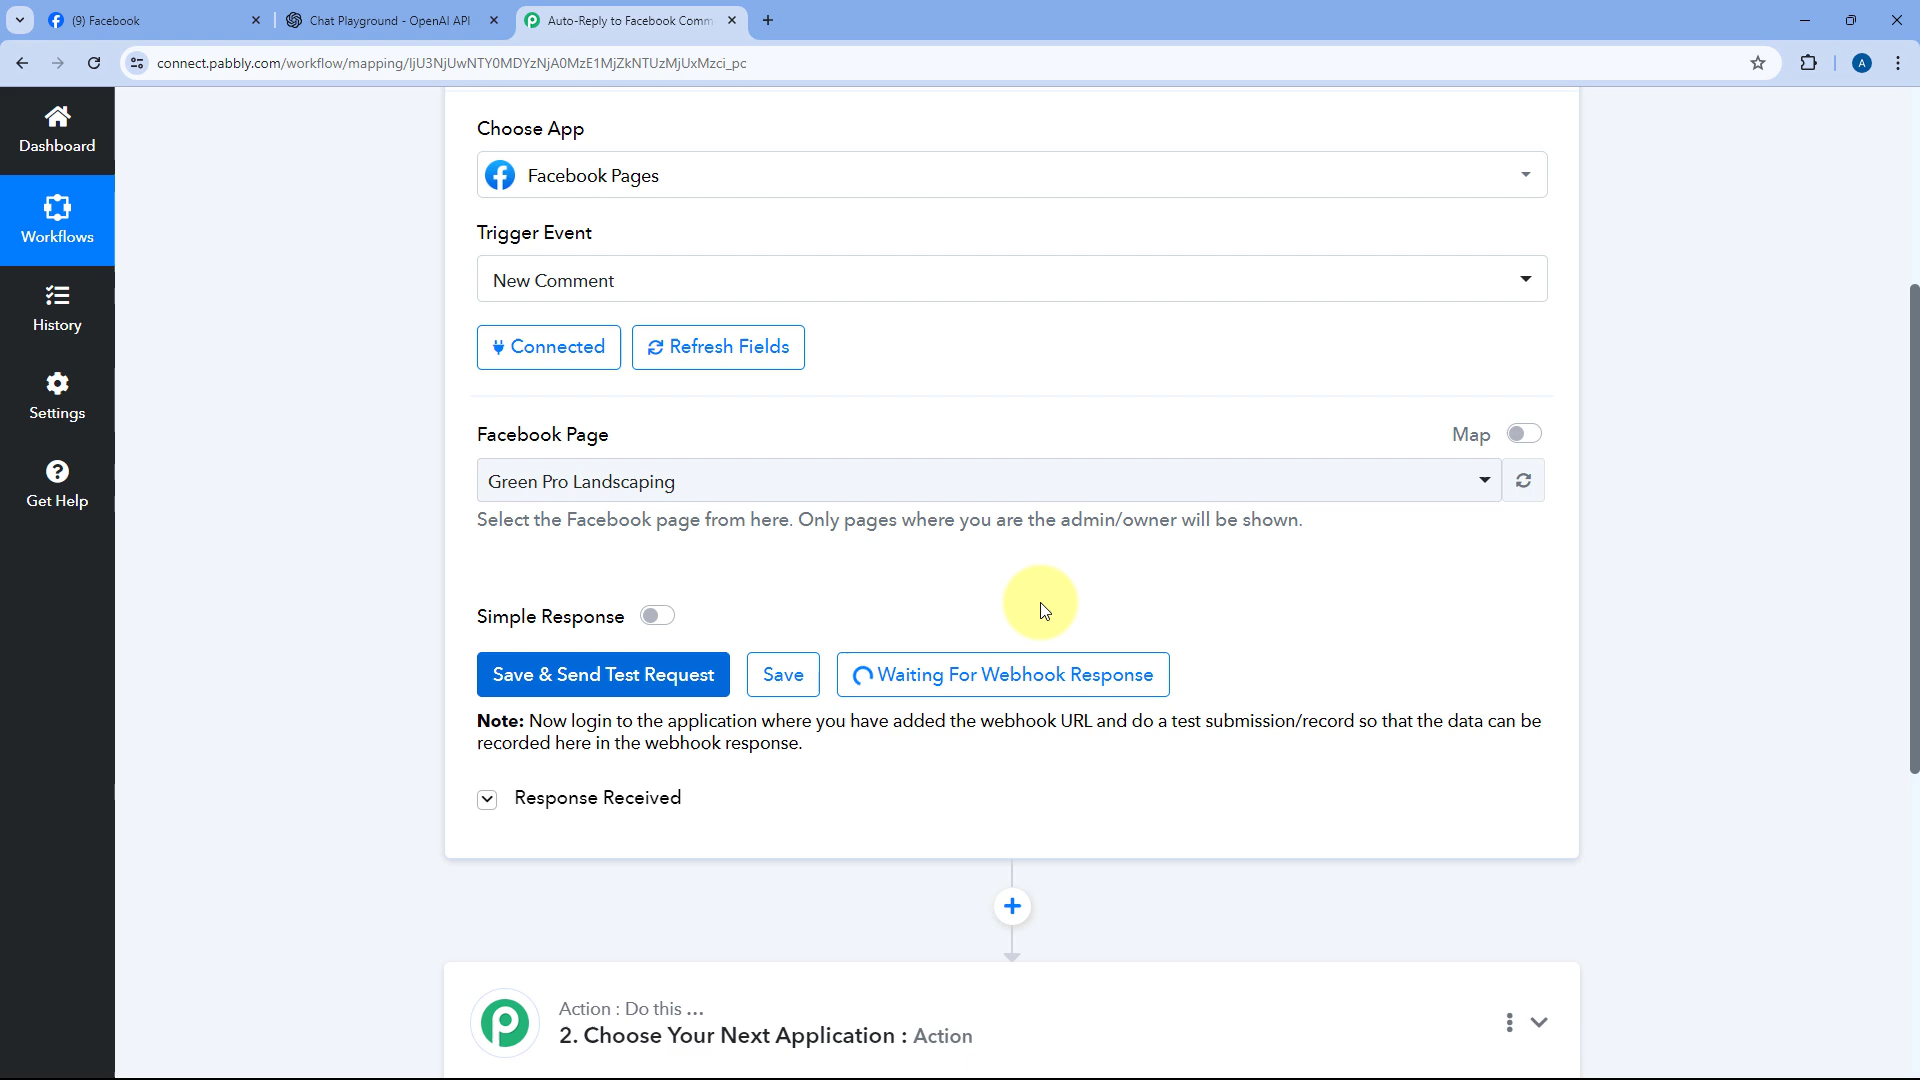 (9) Facebook
Chat Playground - OpenAI API
Auto-Reply to Facebook Comm
connect.pabbly.com/workflow/mapping/IjU3NjUwNTY0MDYzNjA0MzE1MjZkNTUzMjUxMzci_pc
A
Dashboard
Workflows
History
Settings
Get Help
Choose App
Facebook Pages
Trigger Event
New Comment
Connected
Refresh Fields
Facebook Page
Map
Green Pro Landscaping
Select the Facebook page from here. Only pages where you are the admin/owner will be shown.
Simple Response
Save & Send Test Request
Save
Waiting For Webhook Response
Note: Now login to the application where you have added the webhook URL and do a test submission/record so that the data can be
recorded here in the webhook response.
Response Received
Action : Do this ...
2. Choose Your Next Application : Action